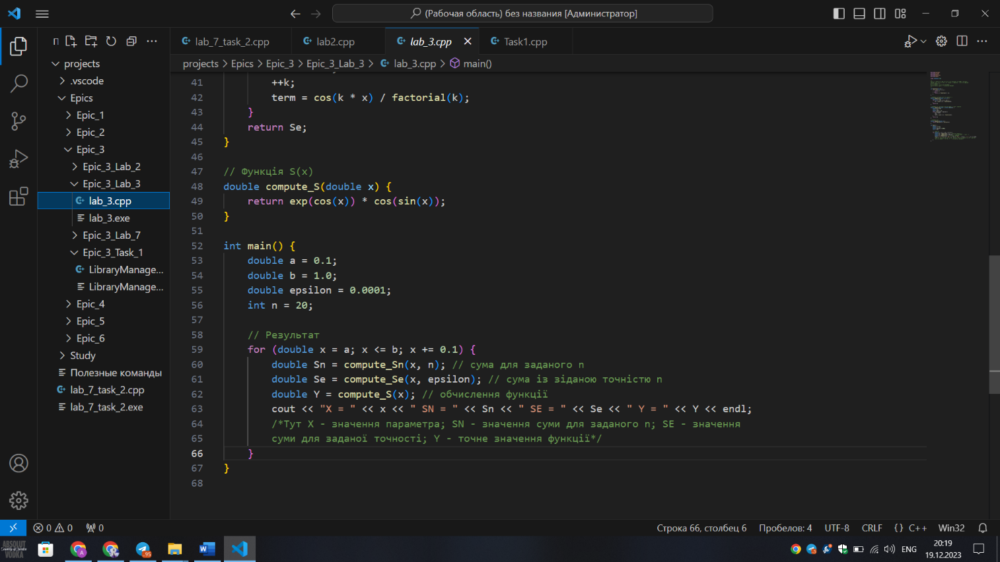 (Рабочая область) без названия [Администратор]
П
lab_7_task_2.cpp
lab2.cpp
lab_3.cpp
Task1.cpp
projects > Epics > Epic_3 > Epic_3_Lab_3 > lab_3.cpp > main()
projects
.vscode
Epics
Epic_1
Epic_2
Epic_3
Epic_3_Lab_2
Epic_3_Lab_3
lab_3.cpp
lab_3.exe
Epic_3_Lab_7
Epic_3_Task_1
LibraryManage...
LibraryManage...
Epic_4
Epic_5
Epic_6
Study
Полезные команды
lab_7_task_2.cpp
lab_7_task_2.exe
41 ++k;
42 term = cos(k * x) / factorial(k);
43 }
44 return Se;
45 }
46
47 // Функція S(x)
48 double compute_S(double x) {
49 return exp(cos(x)) * cos(sin(x));
50 }
51
52 int main() {
53 double a = 0.1;
54 double b = 1.0;
55 double epsilon = 0.0001;
56 int n = 20;
57
58 // Результат
59 for (double x = a; x <= b; x += 0.1) {
60 double Sn = compute_Sn(x, n); // сума для заданого n
61 double Se = compute_Se(x, epsilon); // сума із зіданою точністю n
62 double Y = compute_S(x); // обчислення функції
63 cout << "X = " << x << " SN = " << Sn << " SE = " << Se << " Y = " << Y << endl;
64 /*Тут X - значення параметра; SN - значення суми для заданого n; SE - значення
65 суми для заданої точності; Y - точне значення функції*/
66 }
67 }
68
0 0 0
Строка 66, столбец 6 Пробелов: 4 UTF-8 CRLF {} C++ Win32
ABSOLUT
Country of Sweden
VODKA
A
95
W
ENG
20:19
19.12.2023